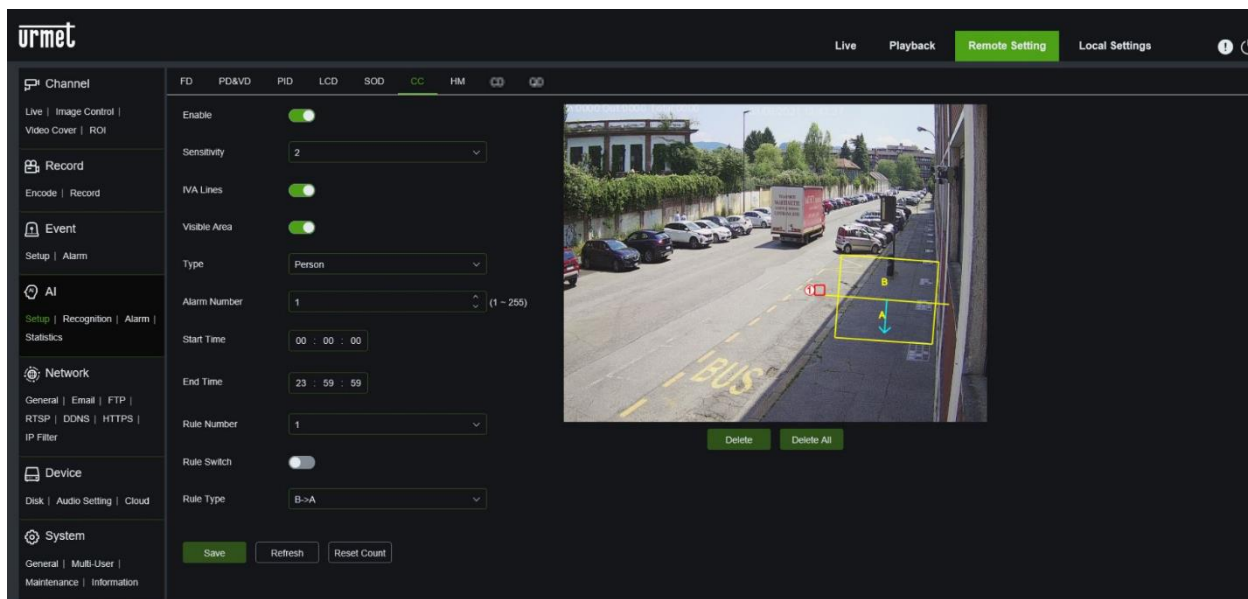 urmet
Live Playback Remote Setting Local Settings
Channel
Live | Image Control |
Video Cover | ROI
Record
Encode | Record
Event
Setup | Alarm
AI
Setup | Recognition | Alarm |
Statistics
Network
General | Email | FTP |
RTSP | DDNS | HTTPS |
IP Filter
Device
Disk | Audio Setting | Cloud
System
General | Multi-User |
Maintenance | Information
FD PD&VD PID LCD SOD CC HM CD QD
Enable
Sensitivity 2
IVA Lines
Visible Area
Type Person
Alarm Number 1 (1 ~ 255)
Start Time 00 : 00 : 00
End Time 23 : 59 : 59
Rule Number 1
Rule Switch
Rule Type B->A
Save Refresh Reset Count
B
1
A
BUS
Delete Delete All